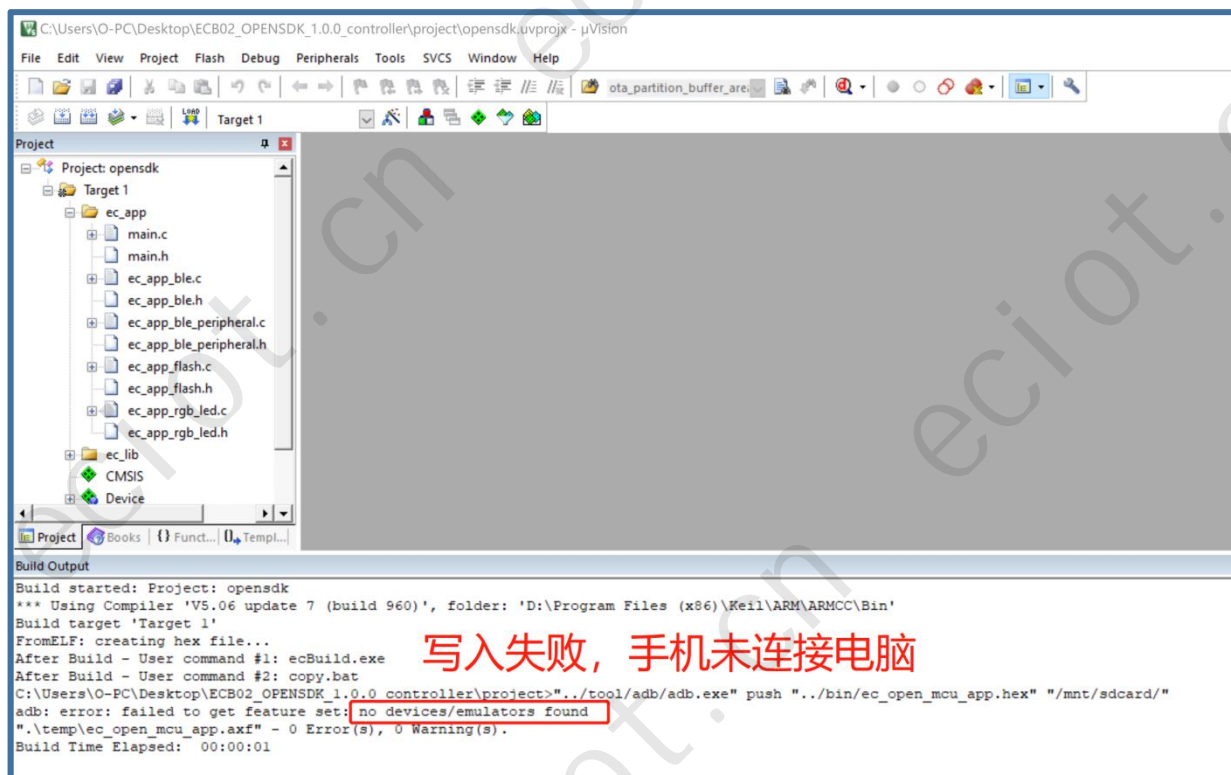 C:\Users\O-PC\Desktop\ECB02_OPENSDK_1.0.0_controller\project\opensdk.uvprojx - µVision
File Edit View Project Flash Debug Peripherals Tools SVCS Window Help
ota_partition_buffer_are
LOAD Target 1
Project
Project: opensdk
Target 1
ec_app
main.c
main.h
ec_app_ble.c
ec_app_ble.h
ec_app_ble_peripheral.c
ec_app_ble_peripheral.h
ec_app_flash.c
ec_app_flash.h
ec_app_rgb_led.c
ec_app_rgb_led.h
ec_lib
CMSIS
Device
Project Books {} Funct... 0 Templ...
Build Output
Build started: Project: opensdk
*** Using Compiler 'V5.06 update 7 (build 960)', folder: 'D:\Program Files (x86)\Keil\ARM\ARMCC\Bin'
Build target 'Target 1'
FromELF: creating hex file...
After Build - User command #1: ecBuild.exe
写入失败，手机未连接电脑
After Build - User command #2: copy.bat
C:\Users\O-PC\Desktop\ECB02_OPENSDK_1.0.0_controller\project>"../tool/adb/adb.exe" push "../bin/ec_open_mcu_app.hex" "/mnt/sdcard/"
adb: error: failed to get feature set: no devices/emulators found
".\temp\ec_open_mcu_app.axf" - 0 Error(s), 0 Warning(s).
Build Time Elapsed: 00:00:01
eciot.cn
eciot.cn